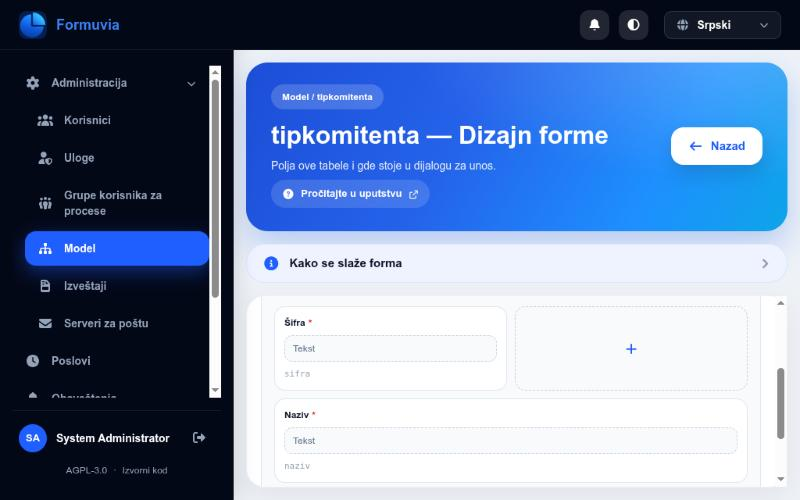 Formuvia
Srpski
Administracija
Korisnici
Uloge
Grupe korisnika za
procese
Model
Izveštaji
Serveri za poštu
Poslovi
SA
System Administrator
AGPL-3.0 · Izvorni kod
Model / tipkomitenta
tipkomitenta — Dizajn forme
Polja ove tabele i gde stoje u dijalogu za unos.
Pročitajte u uputstvu
Nazad
Kako se slaže forma
Šifra *
Tekst
sifra
+
Naziv *
Tekst
naziv